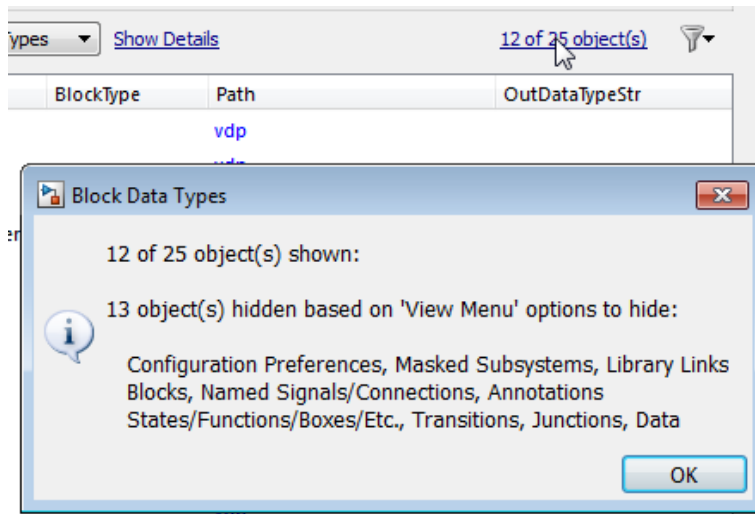 ypes Show Details 12 of 25 object(s)
BlockType Path OutDataTypeStr
vdp
Block Data Types
er
12 of 25 object(s) shown:
13 object(s) hidden based on 'View Menu' options to hide:
Configuration Preferences, Masked Subsystems, Library Links
Blocks, Named Signals/Connections, Annotations
States/Functions/Boxes/Etc., Transitions, Junctions, Data
OK